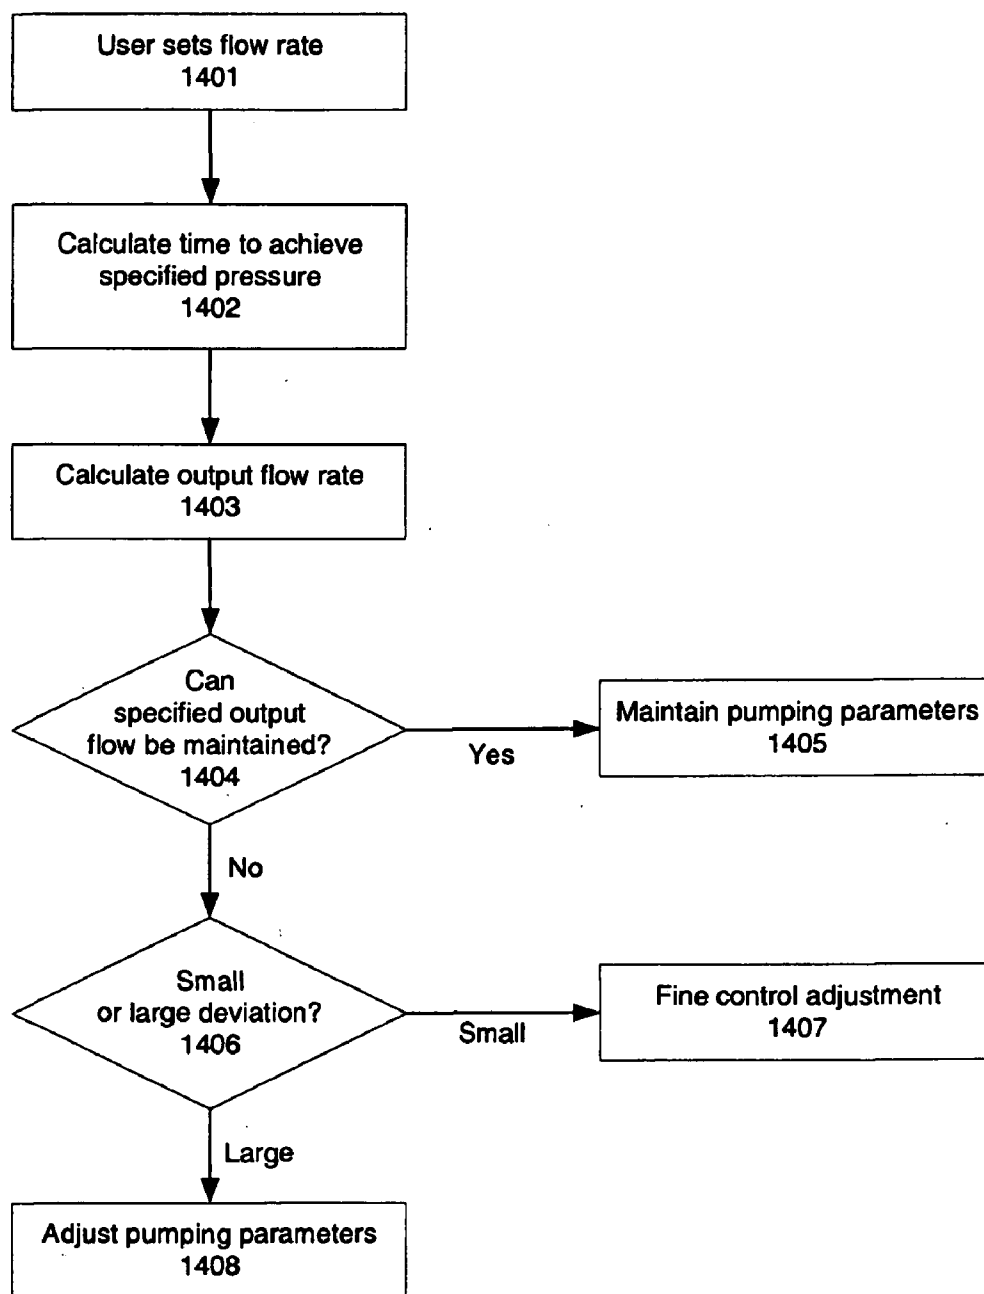 User sets flow rate
1401
Calculate time to achieve
specified pressure
1402
Calculate output flow rate
1403
Can
specified output
flow be maintained?
1404
Yes
Maintain pumping parameters
1405
No
Small
or large deviation?
1406
Small
Fine control adjustment
1407
Large
Adjust pumping parameters
1408